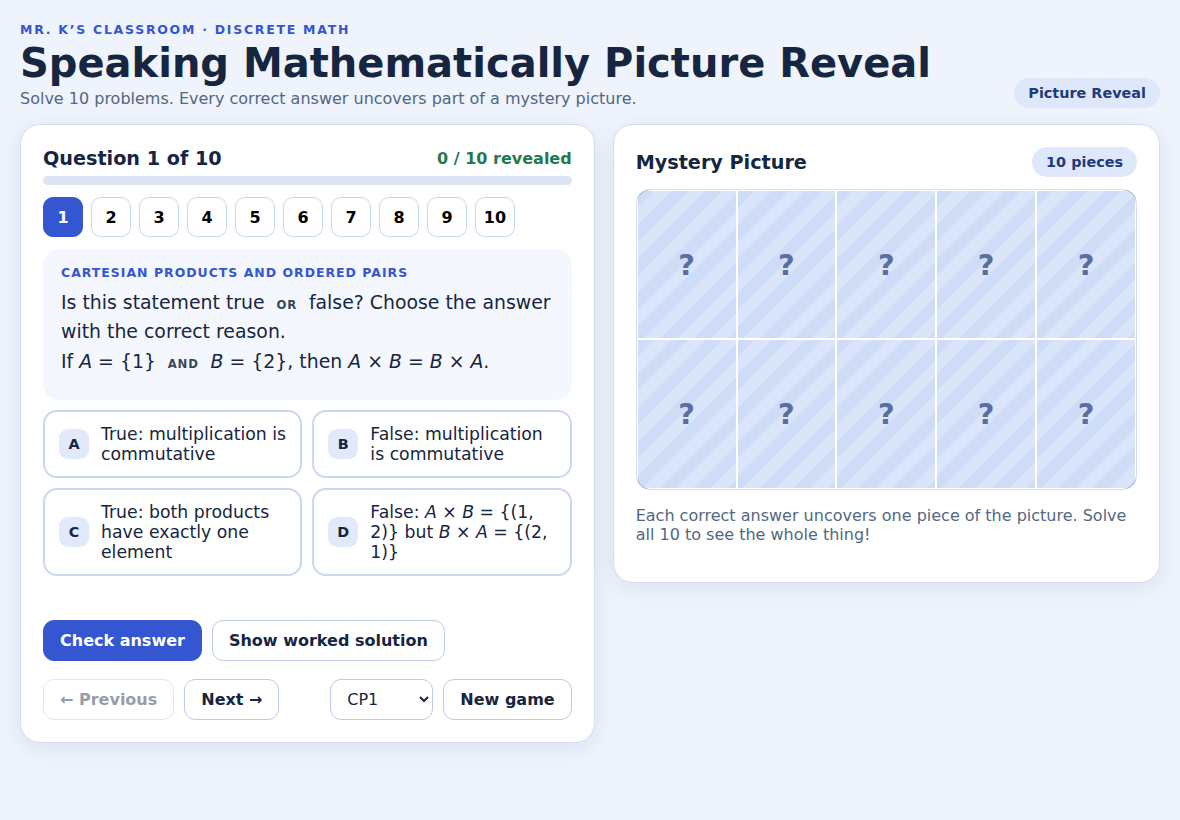 MR. K’S CLASSROOM · DISCRETE MATH
Speaking Mathematically Picture Reveal
Solve 10 problems. Every correct answer uncovers part of a mystery picture.
Picture Reveal
Question 1 of 10
0 / 10 revealed
1 2 3 4 5 6 7 8 9 10
CARTESIAN PRODUCTS AND ORDERED PAIRS
Is this statement true OR false? Choose the answer
with the correct reason.
If A = {1} AND B = {2}, then A × B = B × A.
A True: multiplication is
commutative
B False: multiplication
is commutative
C True: both products
have exactly one
element
D False: A × B = {(1,
2)} but B × A = {(2,
1)}
Check answer
Show worked solution
← Previous
Next →
CP1
New game
Mystery Picture
10 pieces
? ? ? ? ?
? ? ? ? ?
Each correct answer uncovers one piece of the picture. Solve
all 10 to see the whole thing!